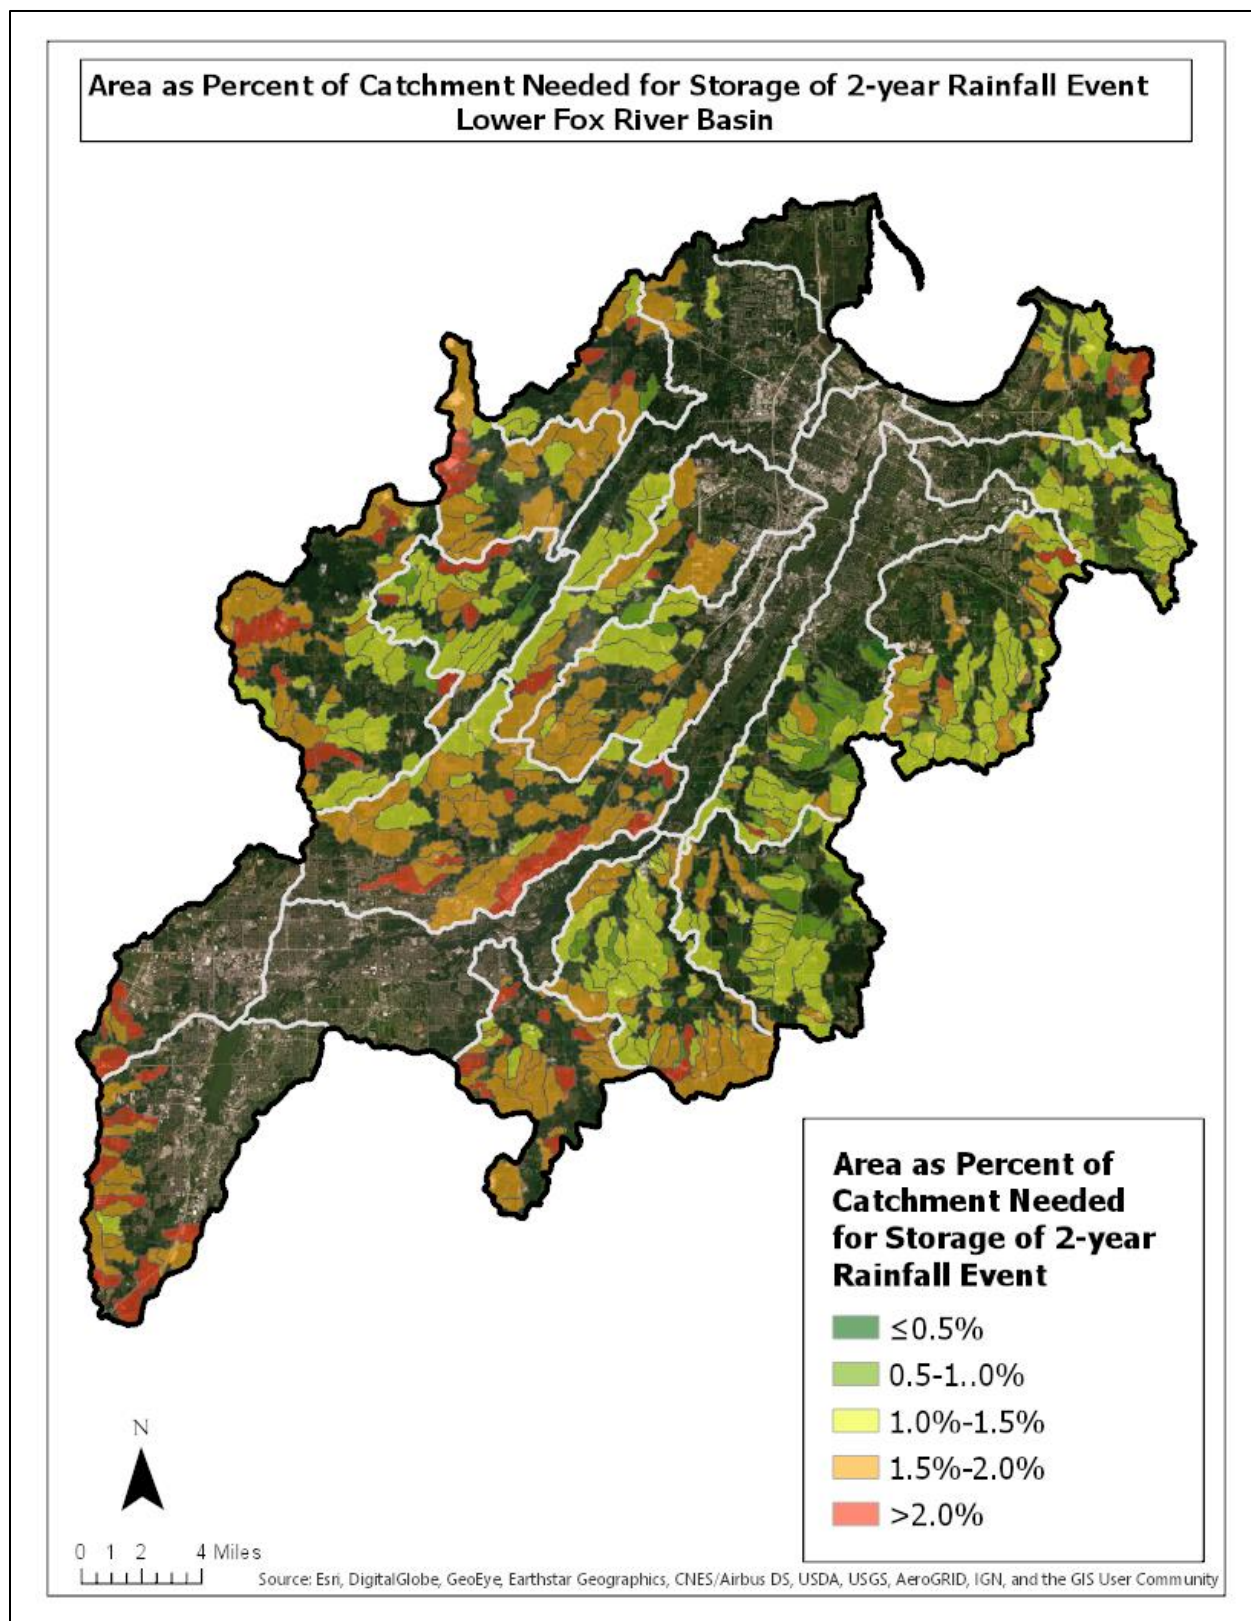 Area as Percent of Catchment Needed for Storage of 2-year Rainfall Event
Lower Fox River Basin
Area as Percent of
Catchment Needed
for Storage of 2-year
Rainfall Event
≤0.5%
0.5-1..0%
1.0%-1.5%
1.5%-2.0%
>2.0%
N
0 1 2 4 Miles
Source: Esri, DigitalGlobe, GeoEye, Earthstar Geographics, CNES/Airbus DS, USDA, USGS, AeroGRID, IGN, and the GIS User Community